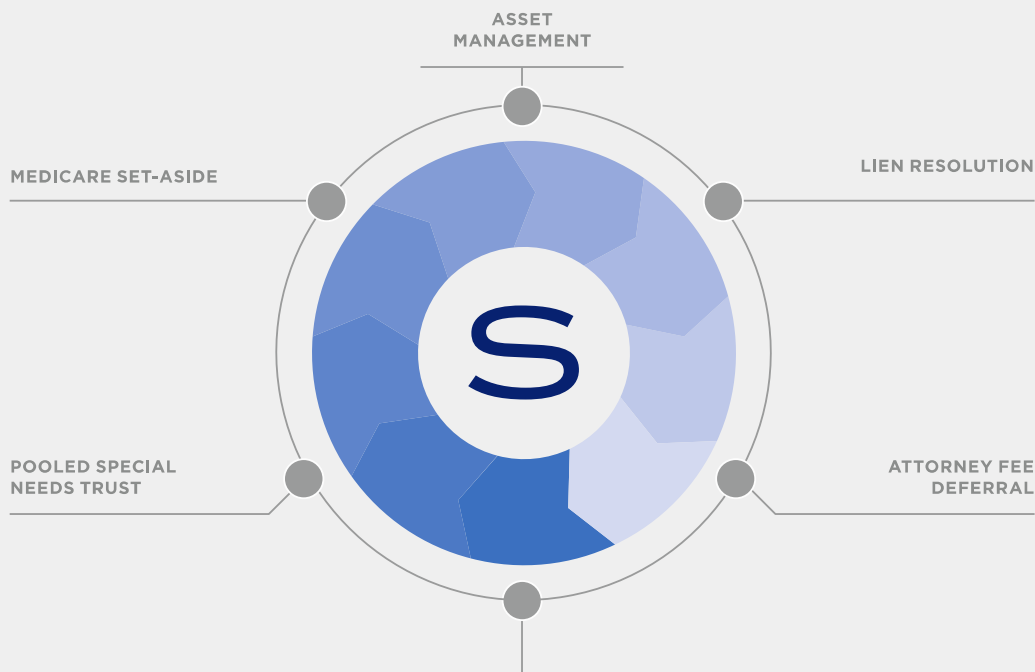 ASSET
MANAGEMENT
MEDICARE SET-ASIDE
LIEN RESOLUTION
S
POOLED SPECIAL
NEEDS TRUST
ATTORNEY FEE
DEFERRAL